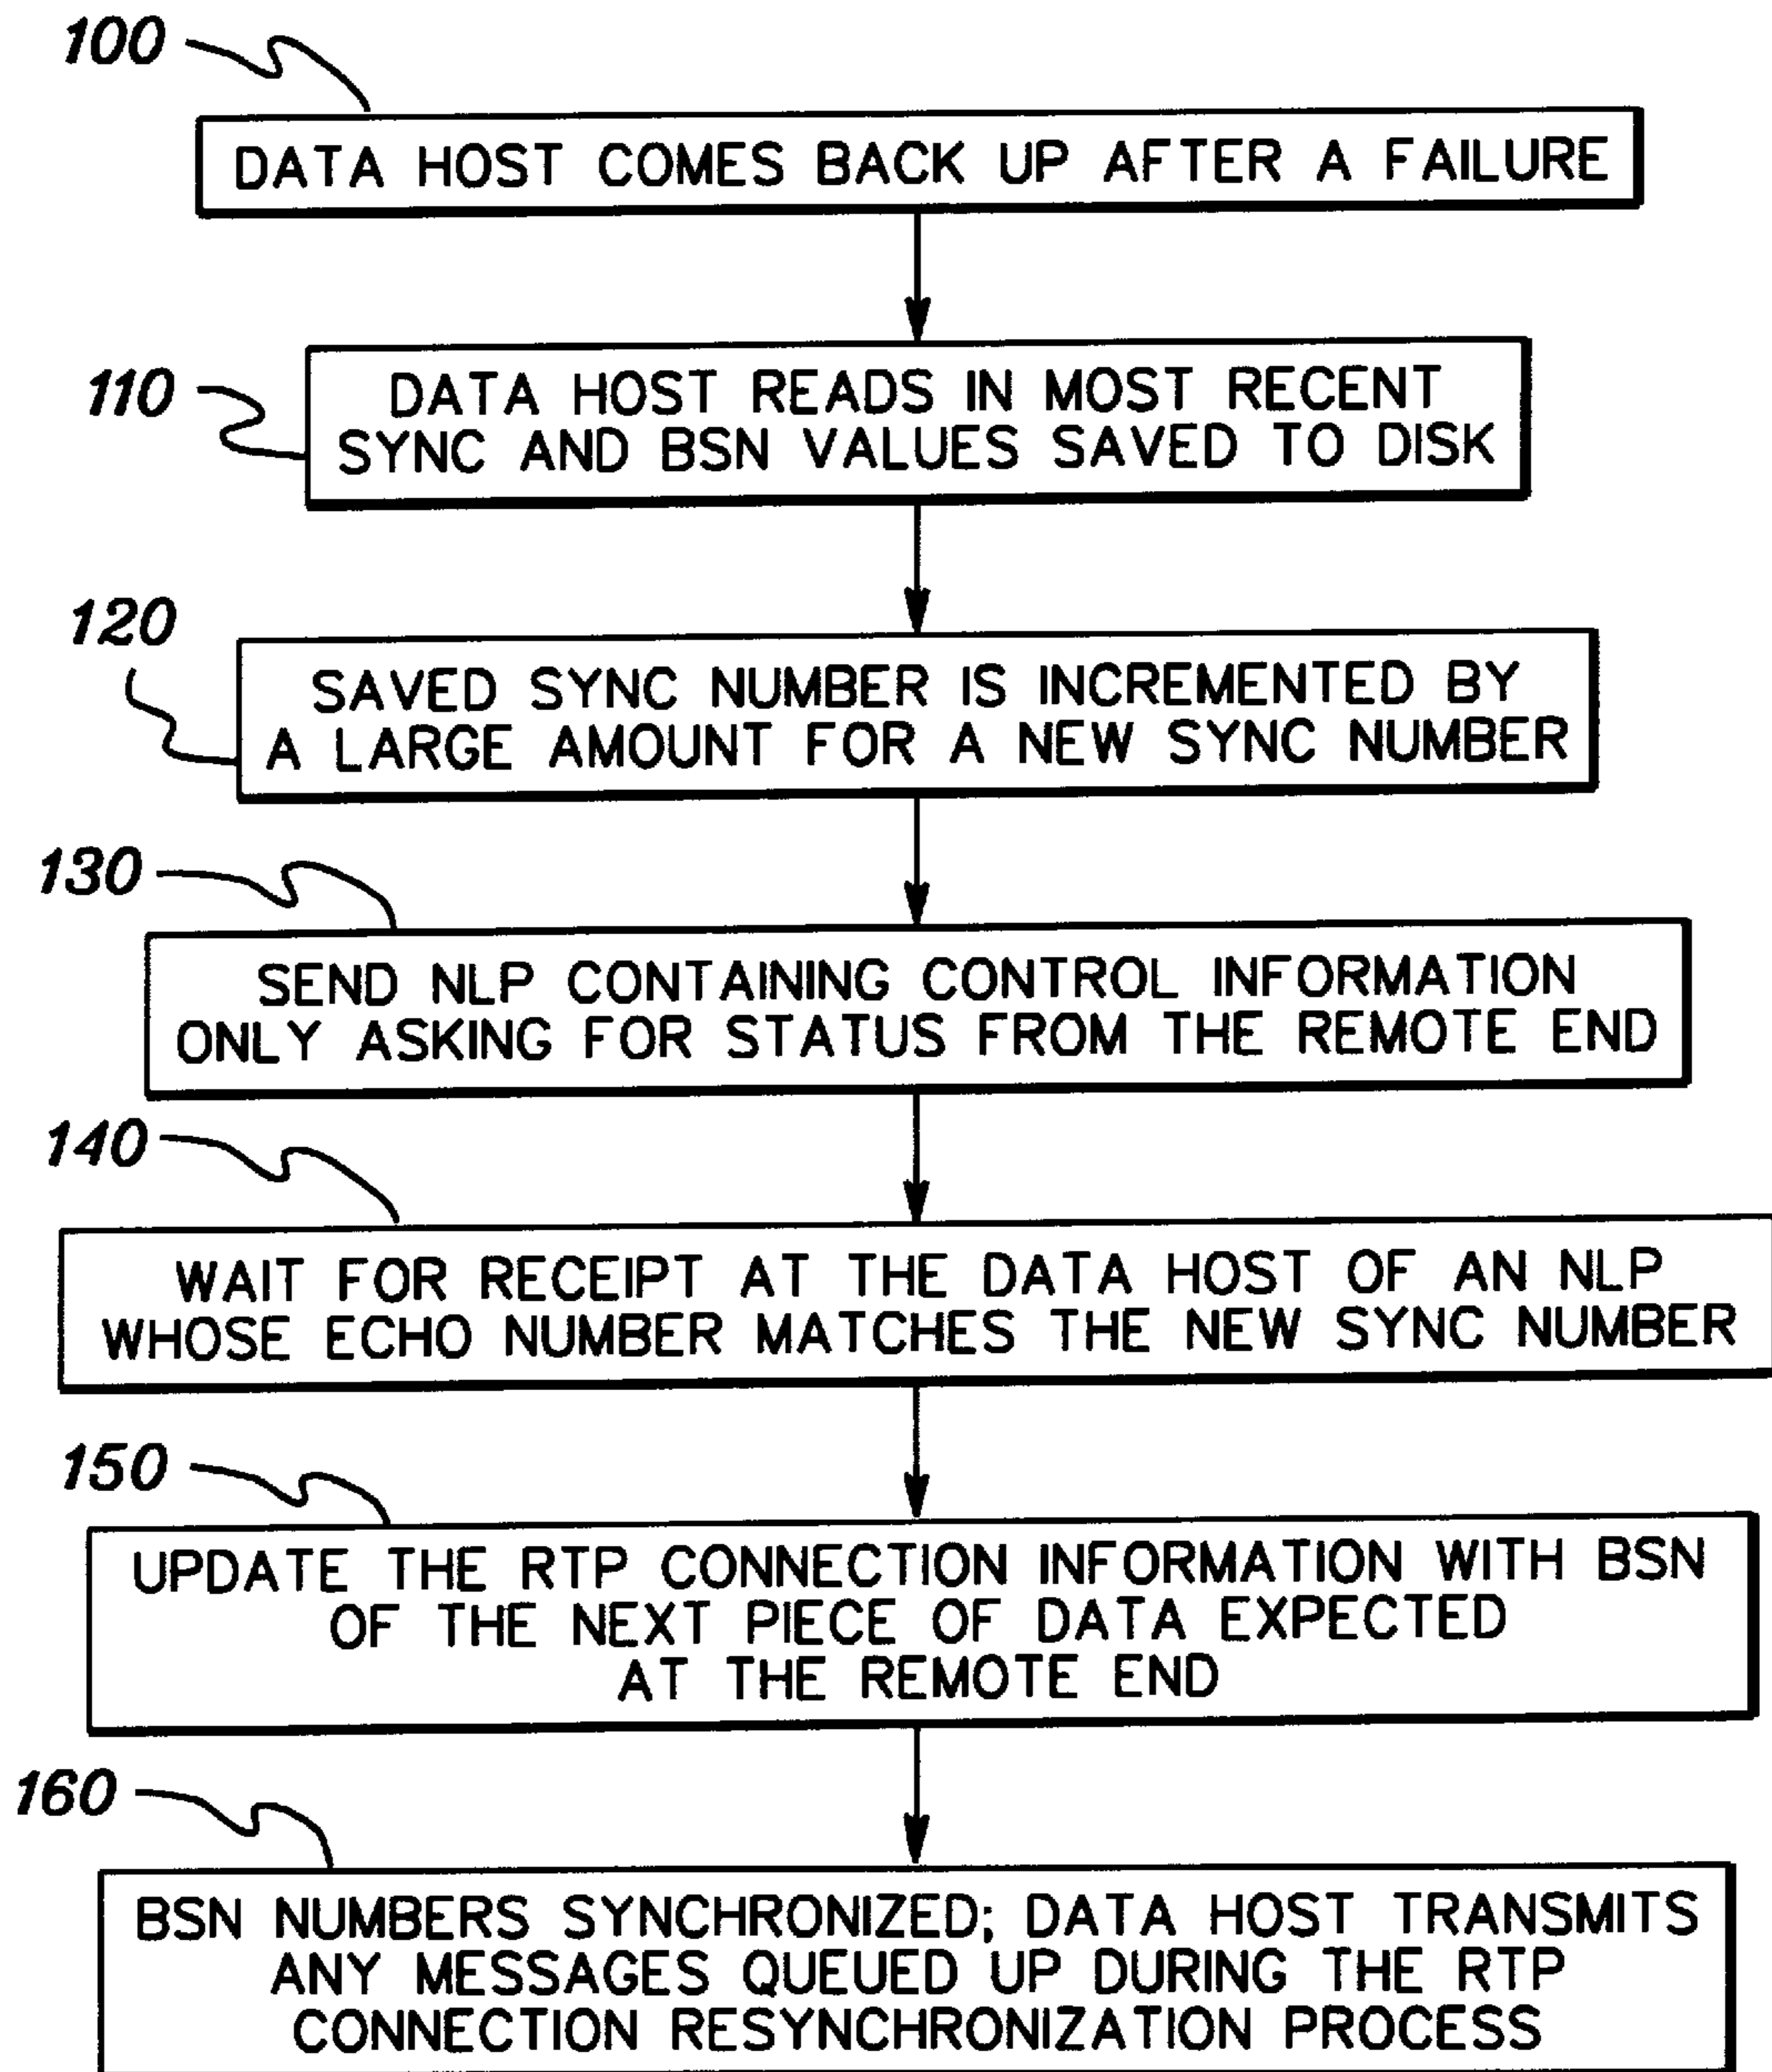 100
DATA HOST COMES BACK UP AFTER A FAILURE
110
DATA HOST READS IN MOST RECENT
SYNC AND BSN VALUES SAVED TO DISK
120
SAVED SYNC NUMBER IS INCREMENTED BY
A LARGE AMOUNT FOR A NEW SYNC NUMBER
130
SEND NLP CONTAINING CONTROL INFORMATION
ONLY ASKING FOR STATUS FROM THE REMOTE END
140
WAIT FOR RECEIPT AT THE DATA HOST OF AN NLP
WHOSE ECHO NUMBER MATCHES THE NEW SYNC NUMBER
150
UPDATE THE RTP CONNECTION INFORMATION WITH BSN
OF THE NEXT PIECE OF DATA EXPECTED
AT THE REMOTE END
160
BSN NUMBERS SYNCHRONIZED; DATA HOST TRANSMITS
ANY MESSAGES QUEUED UP DURING THE RTP
CONNECTION RESYNCHRONIZATION PROCESS